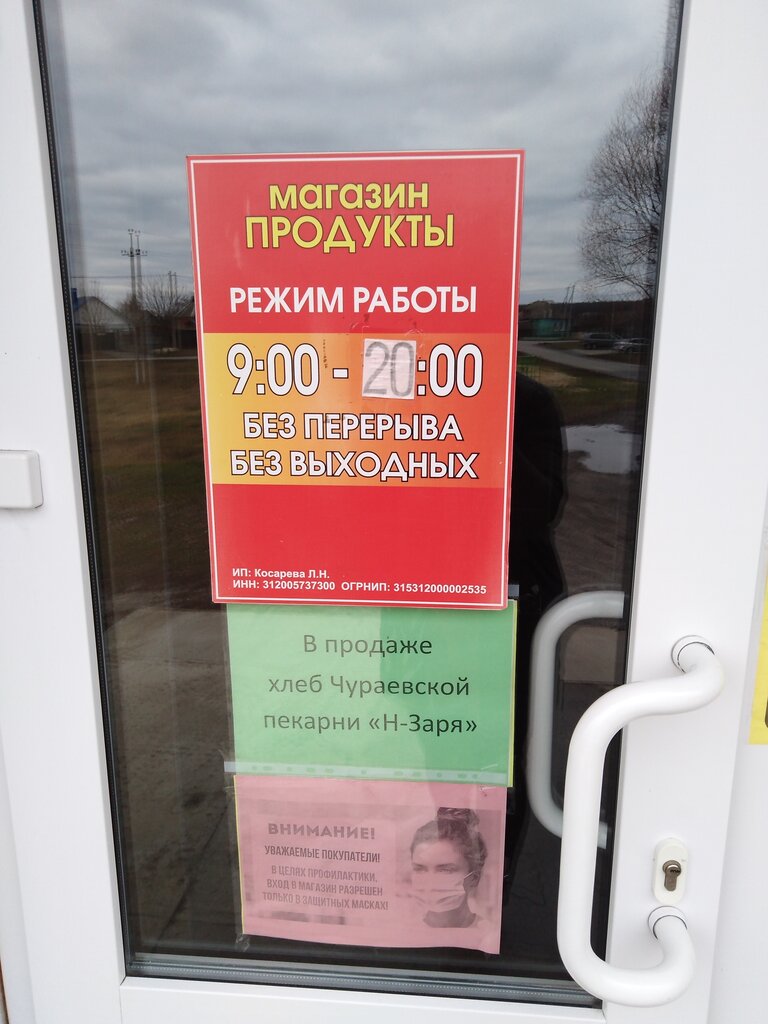 магазин
ПРОДУКТЫ
РЕЖИМ РАБОТЫ
9:00 - 20:00
БЕЗ ПЕРЕРЫВА
БЕЗ ВЫХОДНЫХ
ИП: Косарева Л.Н.
ИНН: 312005737300 ОГРНИП: 315312000002535
В продаже
хлеб Чураевской
пекарни «Н-Заря»
ВНИМАНИЕ!
УВАЖАЕМЫЕ ПОКУПАТЕЛИ!
В ЦЕЛЯХ ПРОФИЛАКТИКИ,
ВХОД В МАГАЗИН РАЗРЕШЕН
ТОЛЬКО В ЗАЩИТНЫХ МАСКАХ!